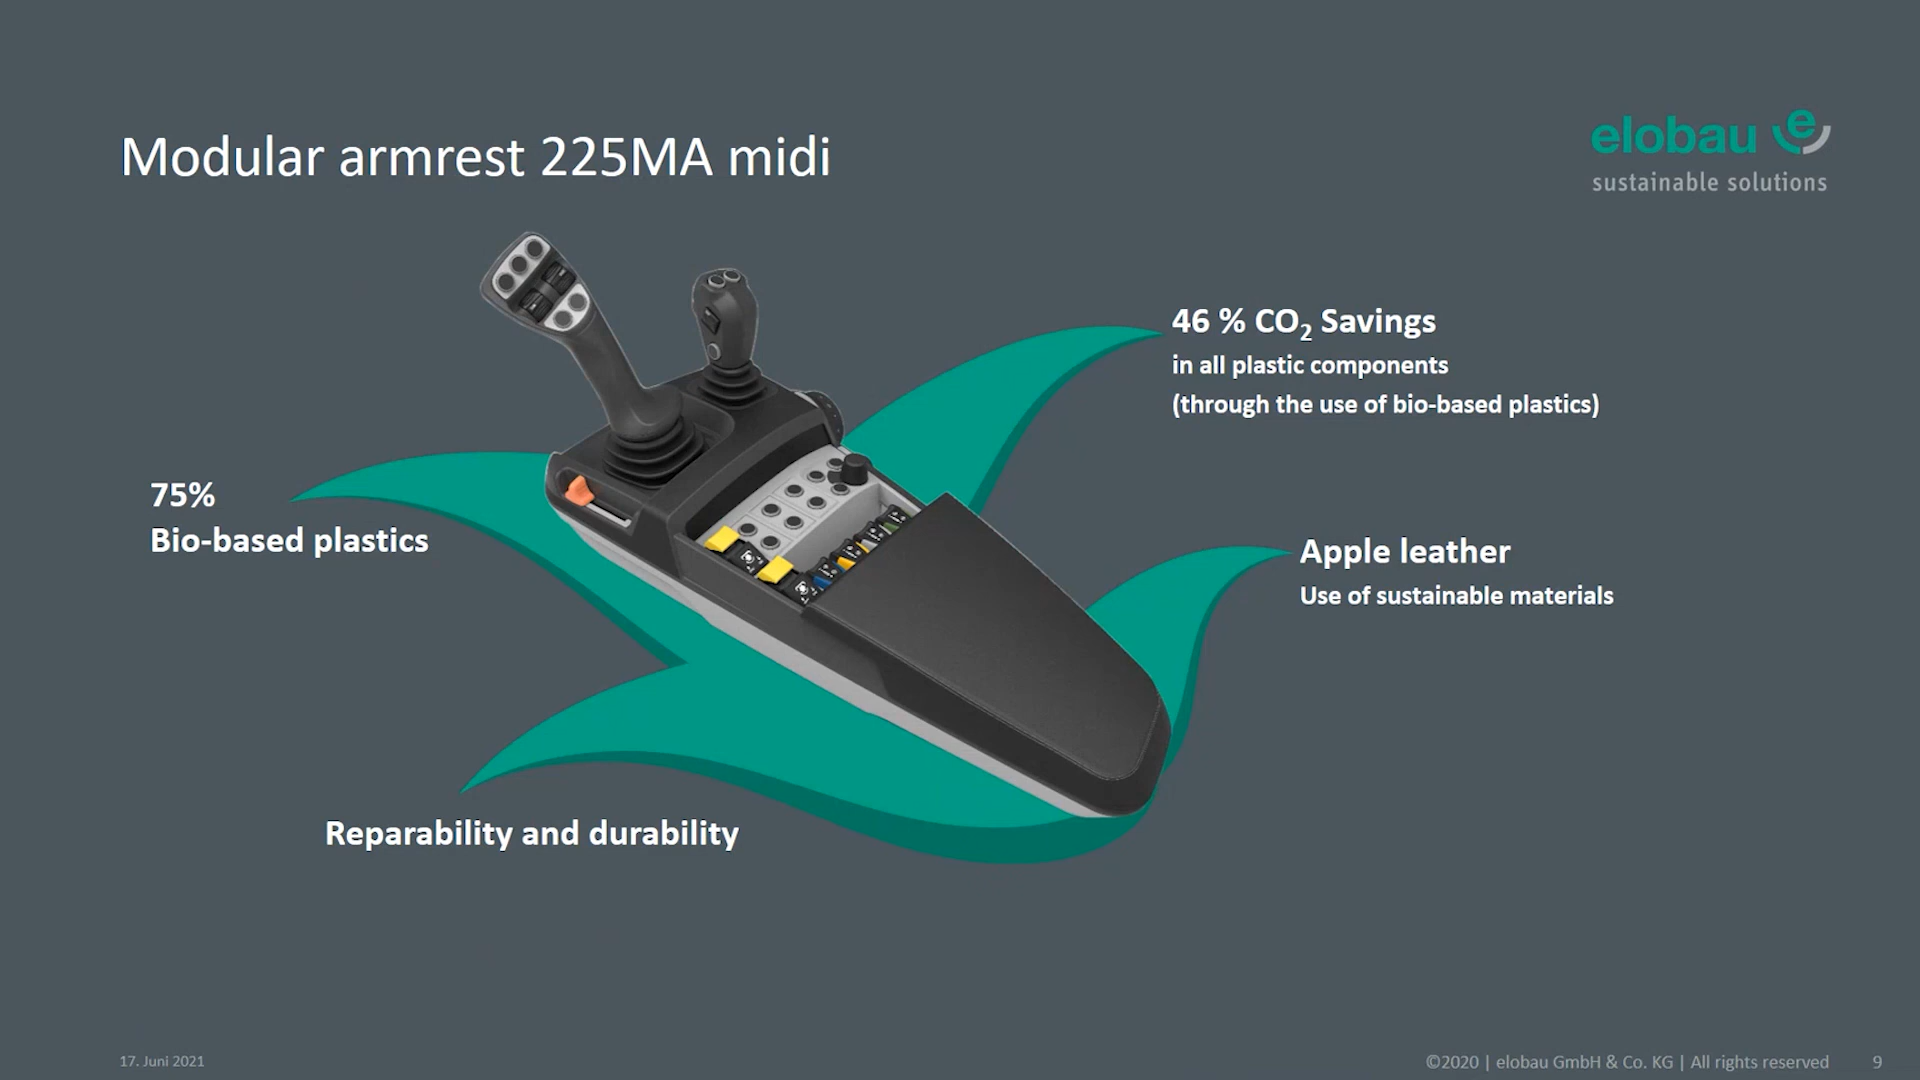 Modular armrest 225MA midi
elobau e
sustainable solutions
46 % CO₂ Savings
in all plastic components
(through the use of bio-based plastics)
75%
Bio-based plastics
Apple leather
Use of sustainable materials
Reparability and durability
17. Juni 2021
©2020 | elobau GmbH & Co. KG | All rights reserved
9